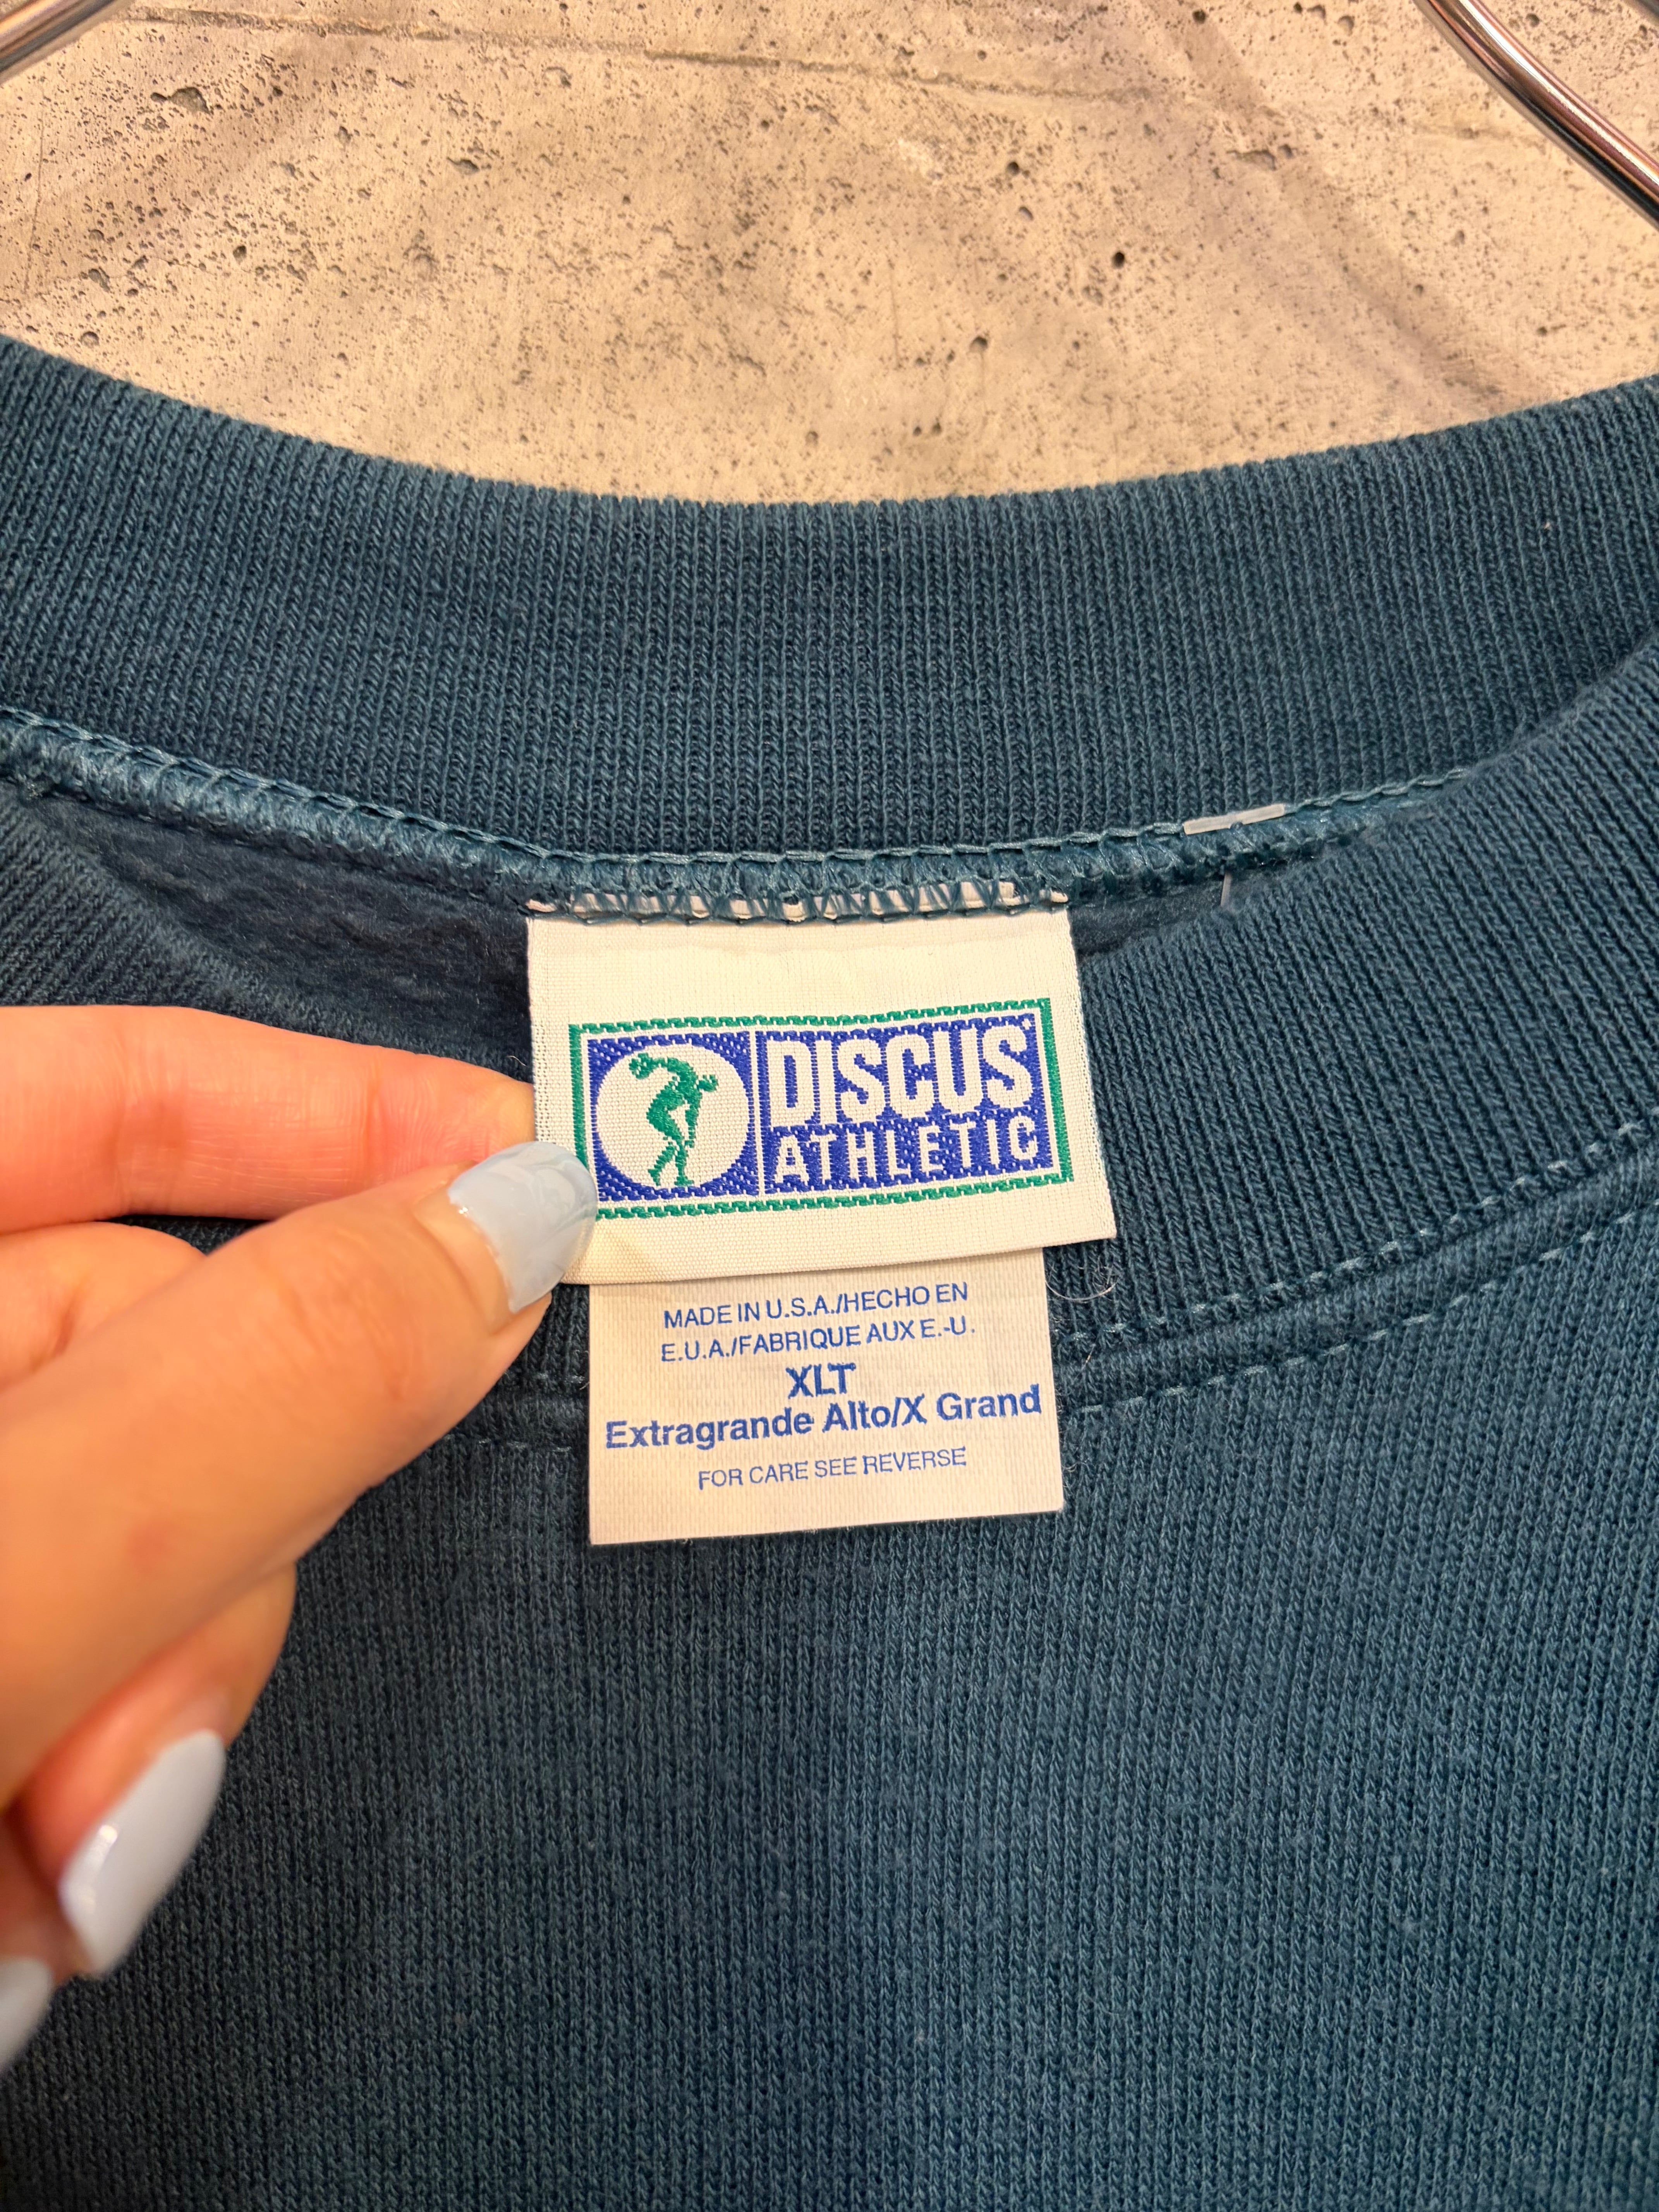 DISCUS
ATHLETIC
MADE IN U.S.A./HECHO EN
E.U.A./FABRIQUE AUX E.-U.
XLT
Extragrande Alto/X Grand
FOR CARE SEE REVERSE